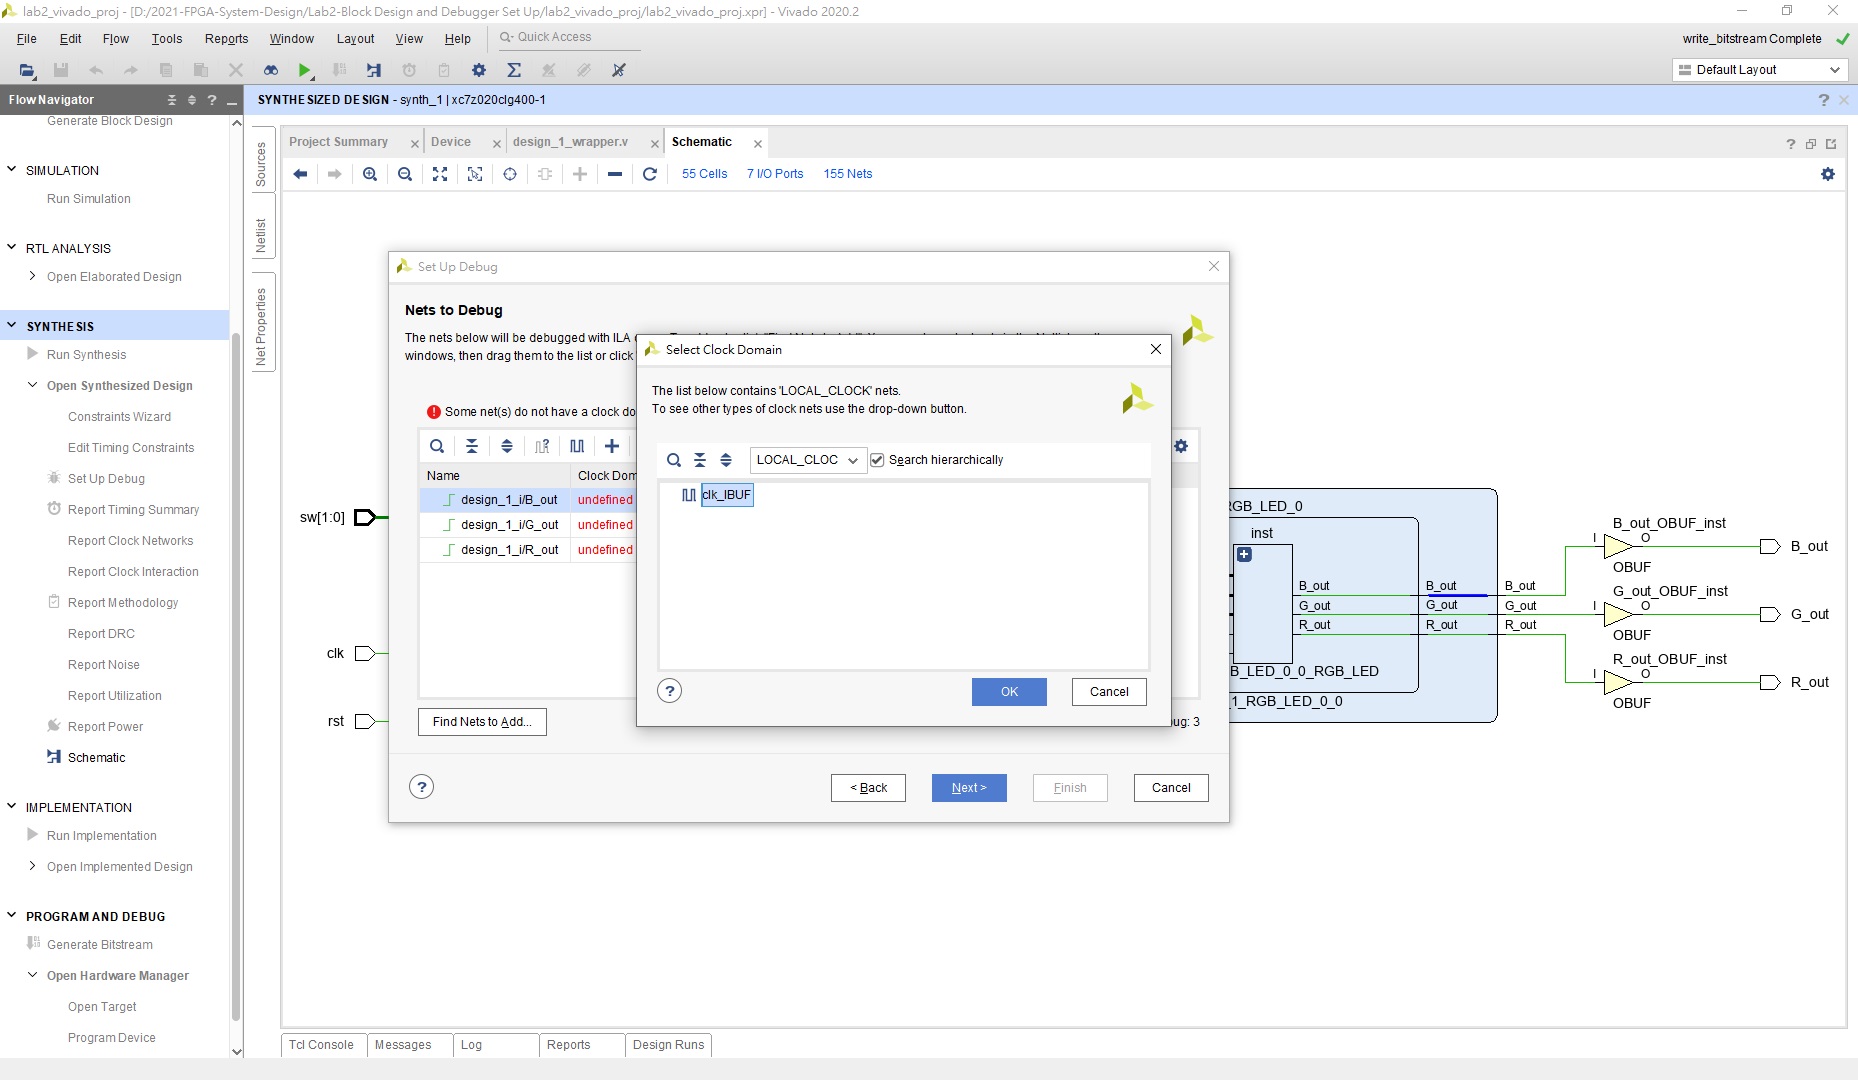 lab2_vivado_proj - [D:/2021-FPGA-System-Design/Lab2-Block Design and Debugger Set Up/lab2_vivado_proj/lab2_vivado_proj.xpr] - Vivado 2020.2
File Edit Flow Tools Reports Window Layout View Help Quick Access
write_bitstream Complete
Default Layout
Flow Navigator
SYNTHESIZED DESIGN - synth_1 | xc7z020clg400-1
Generate Block Design
SIMULATION
Run Simulation
RTL ANALYSIS
Open Elaborated Design
SYNTHESIS
Run Synthesis
Open Synthesized Design
Constraints Wizard
Edit Timing Constraints
Set Up Debug
Report Timing Summary
Report Clock Networks
Report Clock Interaction
Report Methodology
Report DRC
Report Noise
Report Utilization
Report Power
Schematic
IMPLEMENTATION
Run Implementation
Open Implemented Design
PROGRAM AND DEBUG
Generate Bitstream
Open Hardware Manager
Open Target
Program Device
Sources
Netlist
Net Properties
Project Summary Device design_1_wrapper.v Schematic
55 Cells 7 I/O Ports 155 Nets
sw[1:0]
clk
rst
Set Up Debug
Nets to Debug
The nets below will be debugged with ILA
windows, then drag them to the list or click
Some net(s) do not have a clock do
Name Clock Dom
design_1_i/B_out undefined
design_1_i/G_out undefined
design_1_i/R_out undefined
Find Nets to Add...
ug: 3
? < Back Next > Finish Cancel
Select Clock Domain
The list below contains 'LOCAL_CLOCK' nets.
To see other types of clock nets use the drop-down button.
LOCAL_CLOC Search hierarchically
clk_IBUF
? OK Cancel
RGB_LED_0
inst
B_out B_out B_out
G_out G_out G_out
R_out R_out R_out
B_LED_0_0_RGB_LED
_1_RGB_LED_0_0
B_out_OBUF_inst
I O B_out
OBUF
G_out_OBUF_inst
I O G_out
OBUF
R_out_OBUF_inst
I O R_out
OBUF
Tcl Console Messages Log Reports Design Runs